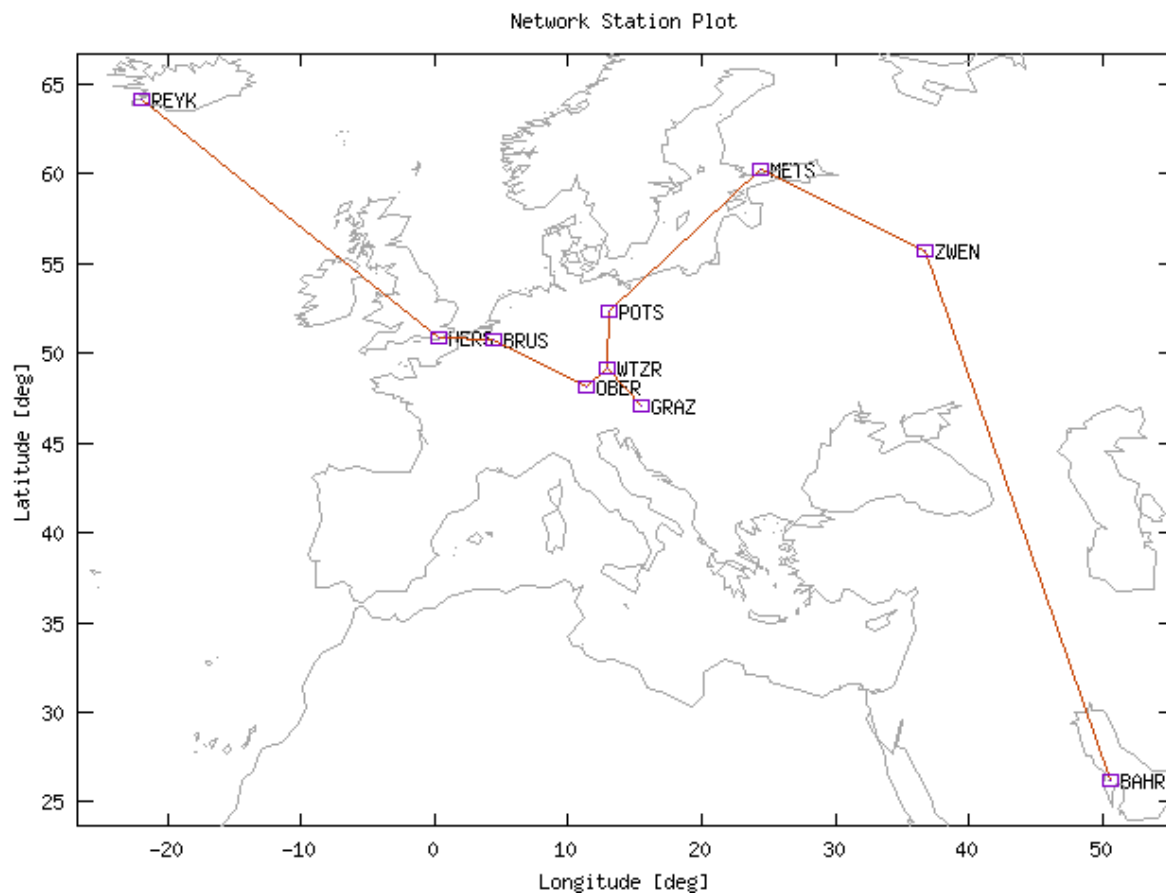 Network Station Plot
65
REYK
60
METS
55
ZWEN
POTS
50
HERS
BRUS
WTZR
OBER
GRAZ
45
Latitude [deg]
40
35
30
25
BAHR
-20 -10 0 10 20 30 40 50
Longitude [deg]